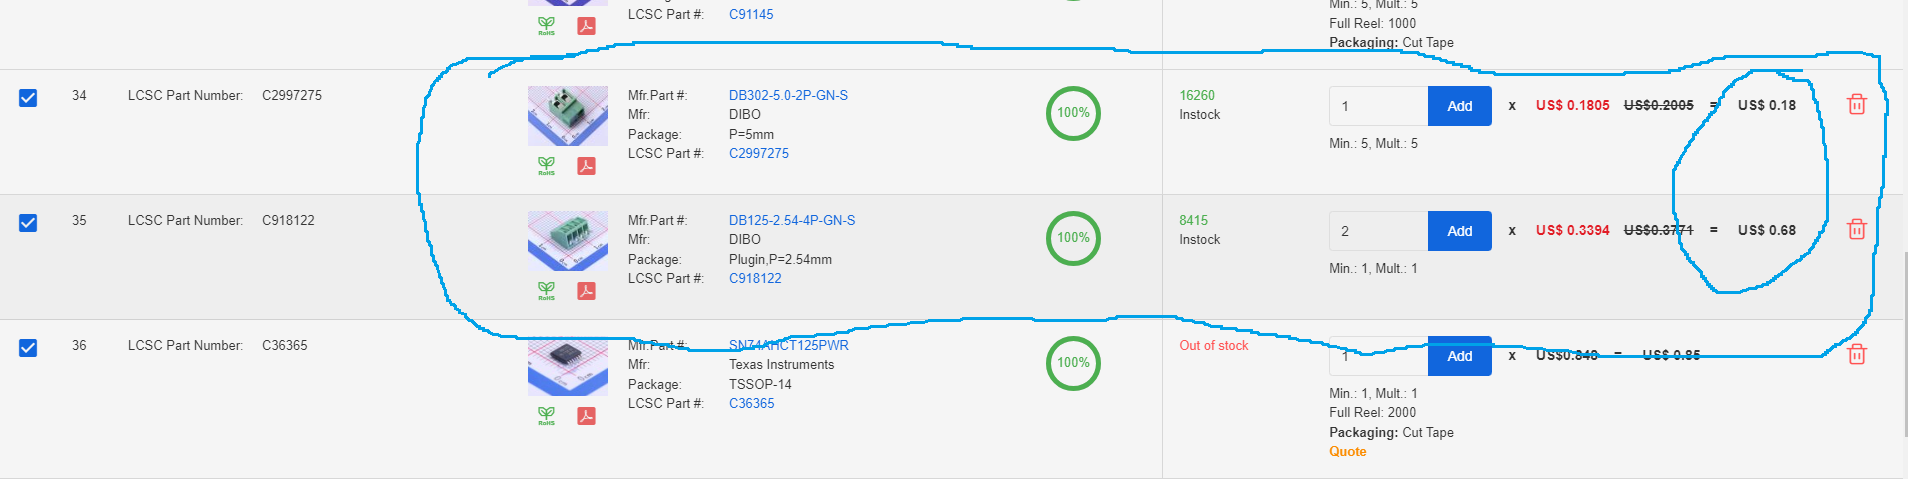 LCSC Part #: C91145
RoHS
Min.: 5, Mult.: 5
Full Reel: 1000
Packaging: Cut Tape
34 LCSC Part Number: C2997275
Mfr.Part #: DB302-5.0-2P-GN-S
Mfr: DIBO
Package: P=5mm
LCSC Part #: C2997275
RoHS
100%
16260
Instock
1 Add x US$ 0.1805 US$0.2005 = US$ 0.18
Min.: 5, Mult.: 5
35 LCSC Part Number: C918122
Mfr.Part #: DB125-2.54-4P-GN-S
Mfr: DIBO
Package: Plugin,P=2.54mm
LCSC Part #: C918122
RoHS
100%
8415
Instock
2 Add x US$ 0.3394 US$0.3771 = US$ 0.68
Min.: 1, Mult.: 1
36 LCSC Part Number: C36365
Mfr.Part #: SN74AHCT125PWR
Mfr: Texas Instruments
Package: TSSOP-14
LCSC Part #: C36365
RoHS
100%
Out of stock
1 Add x US$0.848 = US$ 0.85
Min.: 1, Mult.: 1
Full Reel: 2000
Packaging: Cut Tape
Quote